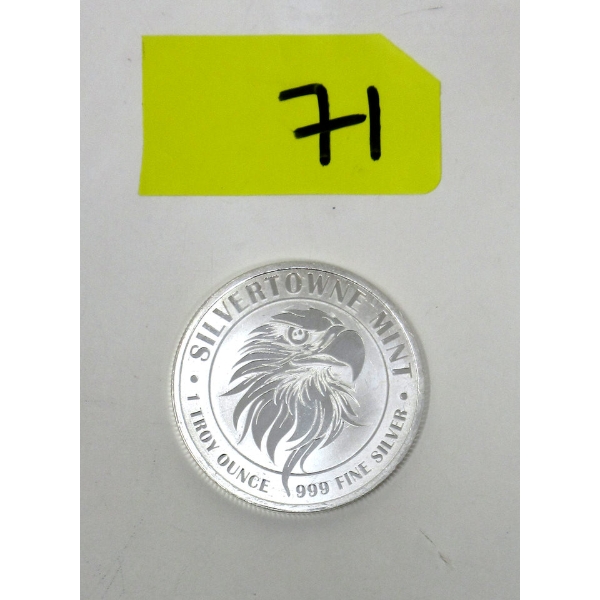 71
SILVERTOWNE MINT
• 1 TROY OUNCE 999 FINE SILVER •